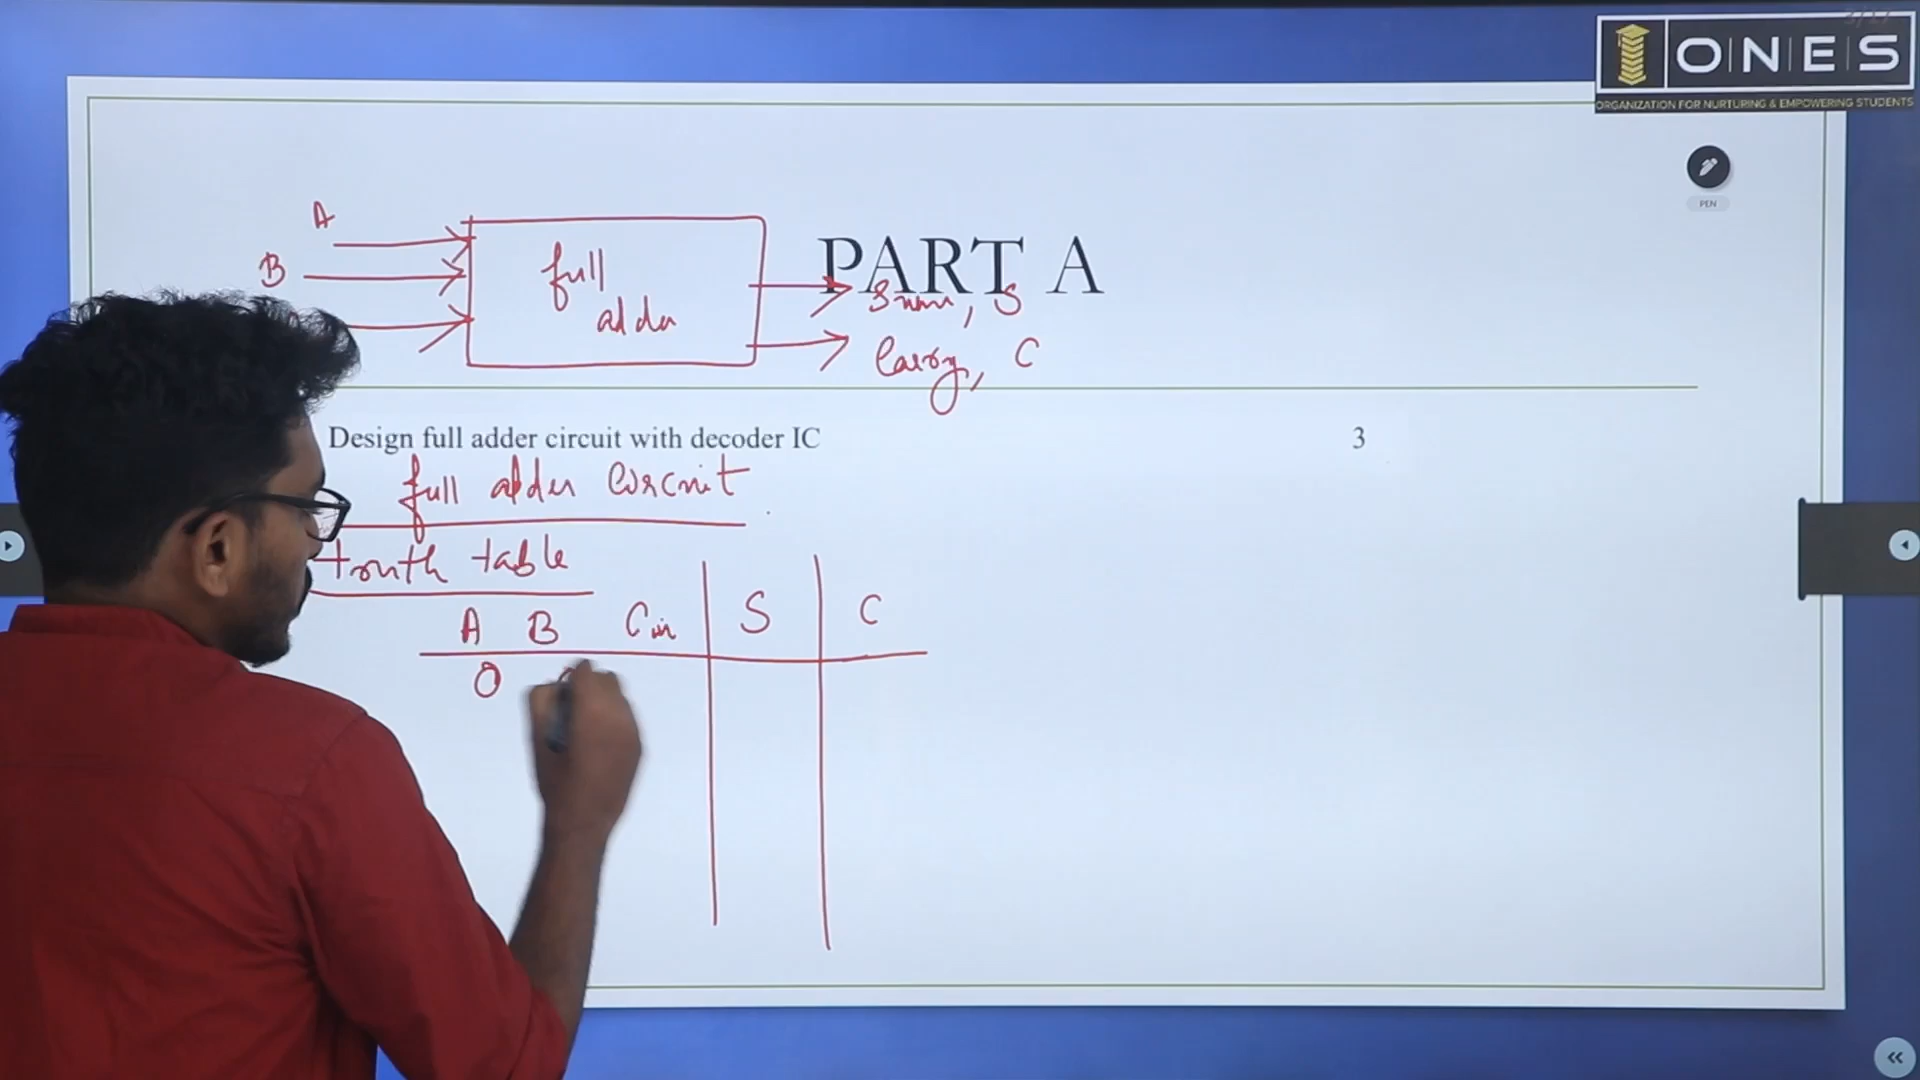 ONES
ORGANIZATION FOR NURTURING & EMPOWERING STUDENTS
PEN
PART A
A
B
full
adder
Sum, S
Carry, C
Design full adder circuit with decoder IC 3
full adder Circuit
truth table
A B Cin S C
0